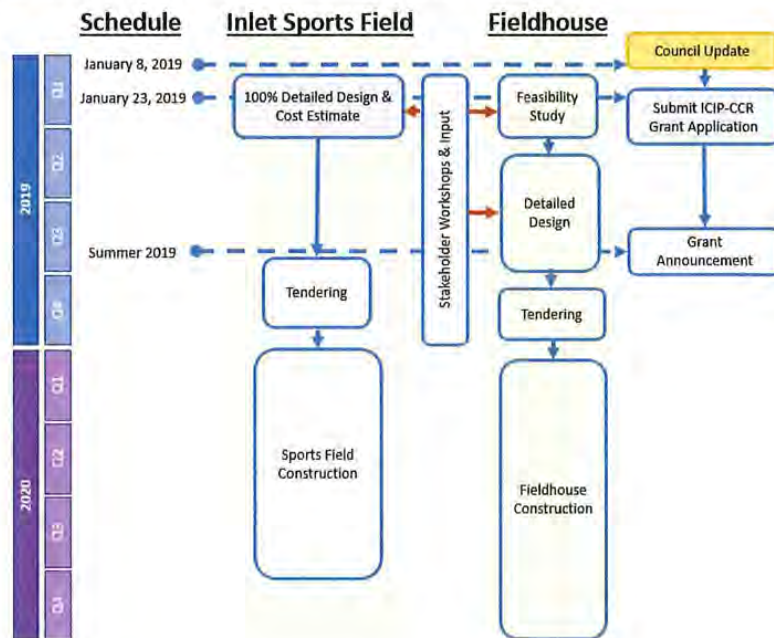 Schedule
Inlet Sports Field
Fieldhouse
January 8, 2019
Council Update
January 23, 2019
100% Detailed Design &
Cost Estimate
Feasibility
Study
Submit ICIP-CCR
Grant Application
Stakeholder Workshops & Input
Detailed
Design
Summer 2019
Grant
Announcement
Tendering
Tendering
Sports Field
Construction
Fieldhouse
Construction
2019
Q1
Q2
Q3
Q4
2020
Q1
Q2
Q3
Q4